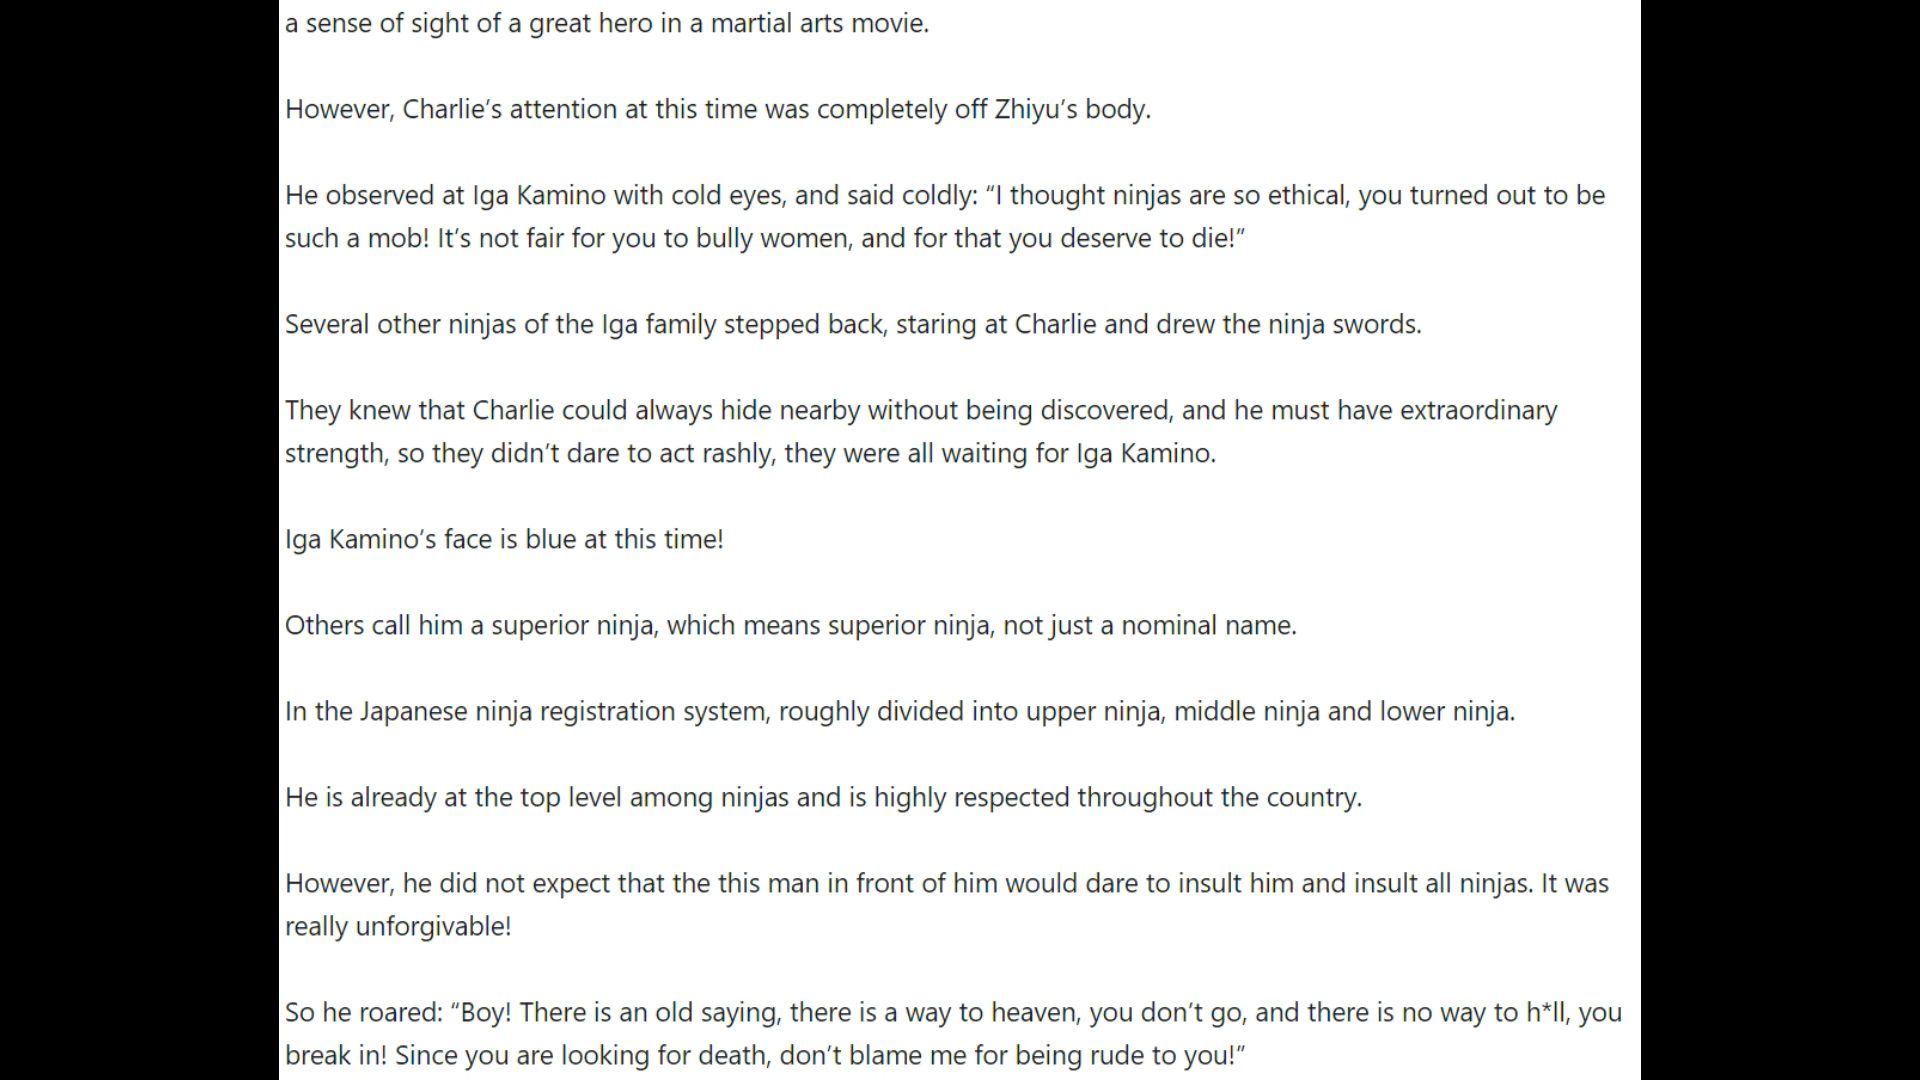 a sense of sight of a great hero in a martial arts movie.
However, Charlie’s attention at this time was completely off Zhiyu’s body.
He observed at Iga Kamino with cold eyes, and said coldly: “I thought ninjas are so ethical, you turned out to be
such a mob! It’s not fair for you to bully women, and for that you deserve to die!”
Several other ninjas of the Iga family stepped back, staring at Charlie and drew the ninja swords.
They knew that Charlie could always hide nearby without being discovered, and he must have extraordinary
strength, so they didn’t dare to act rashly, they were all waiting for Iga Kamino.
Iga Kamino’s face is blue at this time!
Others call him a superior ninja, which means superior ninja, not just a nominal name.
In the Japanese ninja registration system, roughly divided into upper ninja, middle ninja and lower ninja.
He is already at the top level among ninjas and is highly respected throughout the country.
However, he did not expect that the this man in front of him would dare to insult him and insult all ninjas. It was
really unforgivable!
So he roared: “Boy! There is an old saying, there is a way to heaven, you don’t go, and there is no way to h*ll, you
break in! Since you are looking for death, don’t blame me for being rude to you!”